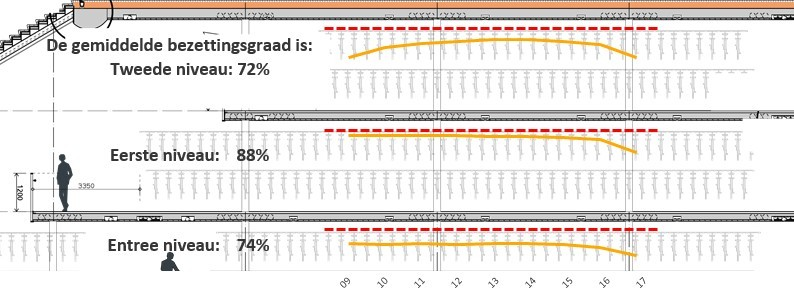 De gemiddelde bezettingsgraad is:
Tweede niveau: 72%
Eerste niveau: 88%
3350
1200
Entree niveau: 74%
09 10 11 12 13 14 15 16 17